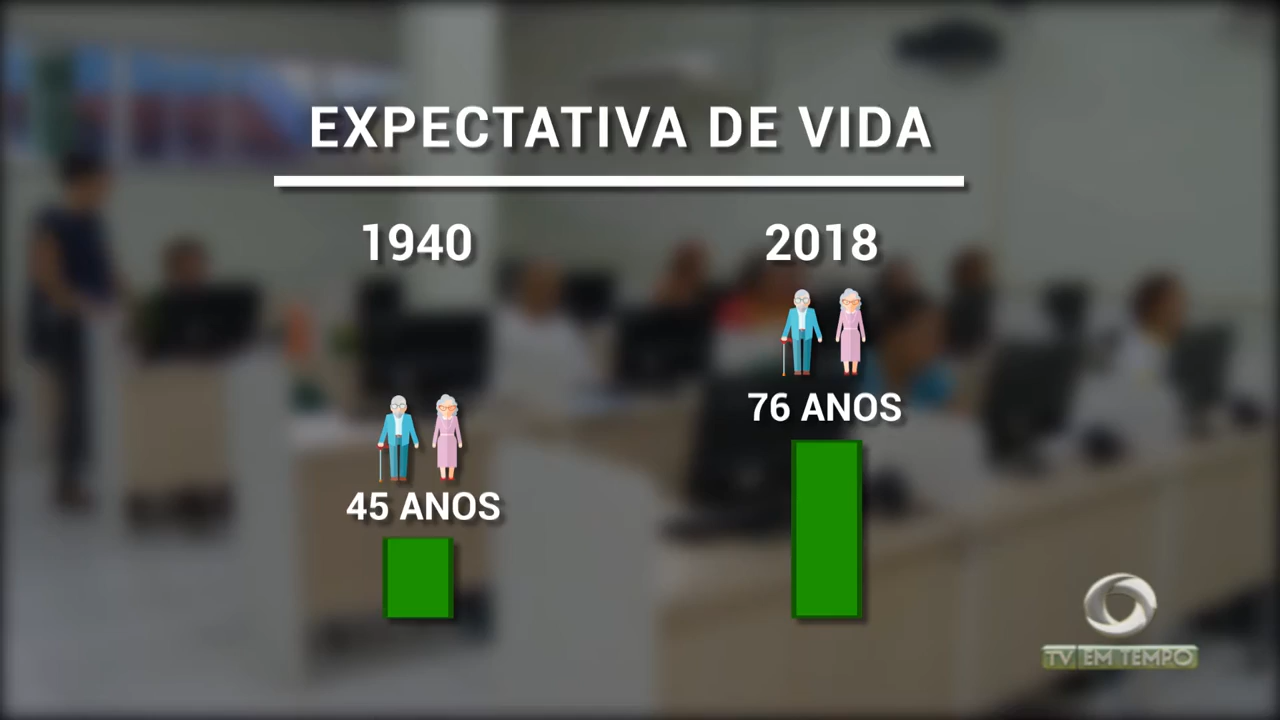 EXPECTATIVA DE VIDA
1940
2018
76 ANOS
45 ANOS
TV EM TEMPO